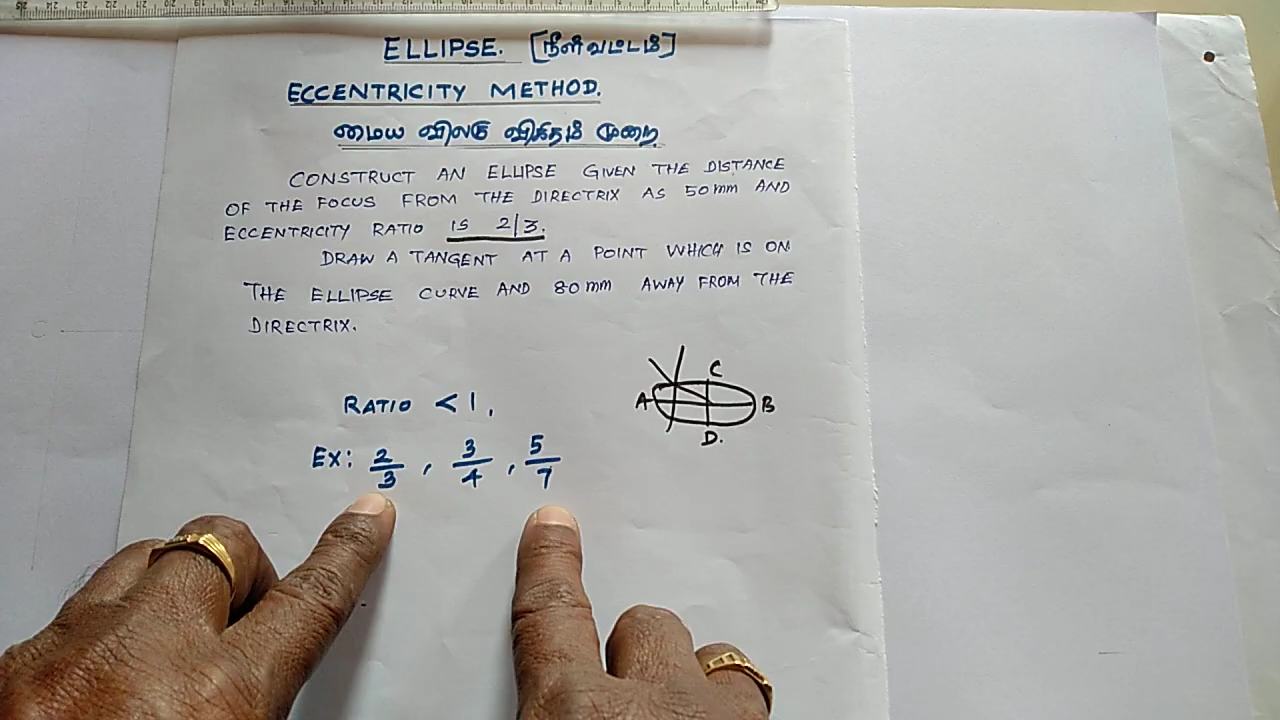 ELLIPSE. [நீள்வட்டம்]
ECCENTRICITY METHOD.
மைய விலகு விகிதம் முறை
CONSTRUCT AN ELLIPSE GIVEN THE DISTANCE
OF THE FOCUS FROM THE DIRECTRIX AS 50mm AND
ECCENTRICITY RATIO IS 2/3.
DRAW A TANGENT AT A POINT WHICH IS ON
THE ELLIPSE CURVE AND 80mm AWAY FROM THE
DIRECTRIX.
C
A B
D.
RATIO < 1,
EX: 2/3, 3/4, 5/7